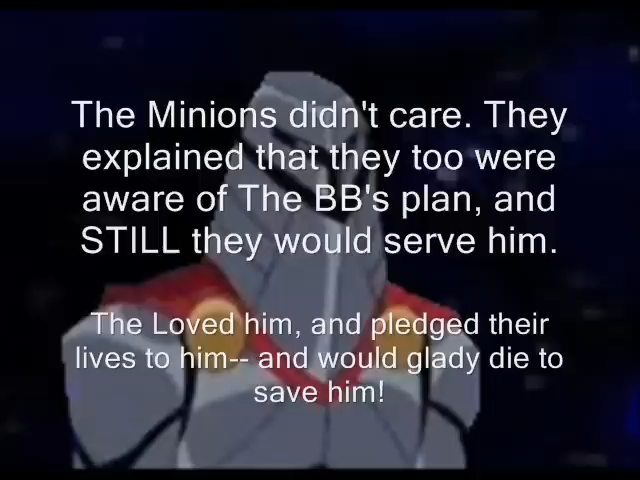 The Minions didn't care. They
explained that they too were
aware of The BB's plan, and
STILL they would serve him.
The Loved him, and pledged their
lives to him-- and would glady die to
save him!